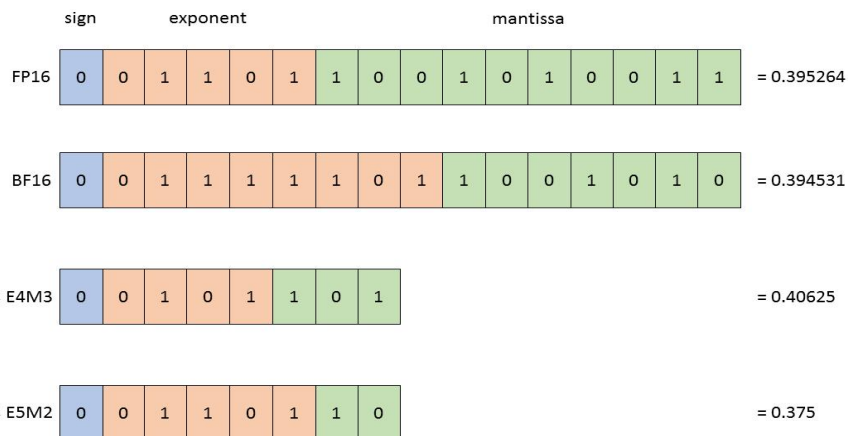 sign exponent mantissa
FP16 0 0 1 1 0 1 1 0 0 1 0 1 0 0 1 1 = 0.395264
BF16 0 0 1 1 1 1 1 0 1 1 0 0 1 0 1 0 = 0.394531
E4M3 0 0 1 0 1 1 0 1 = 0.40625
E5M2 0 0 1 1 0 1 1 0 = 0.375